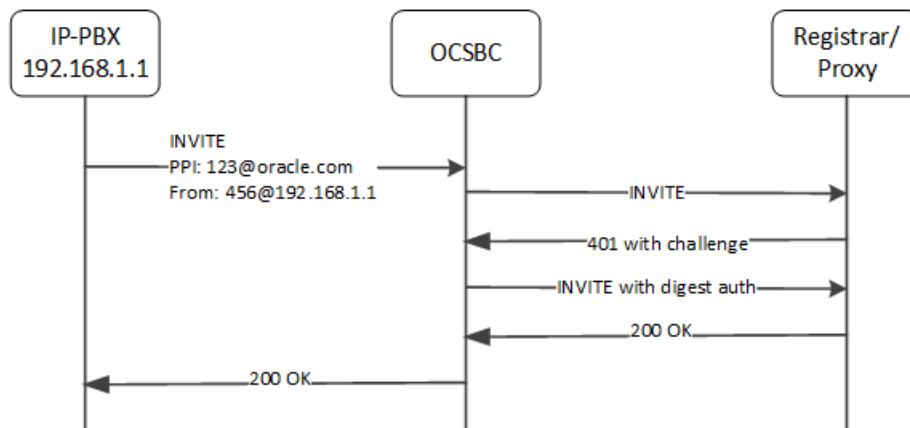 IP-PBX
192.168.1.1
OCSBC
Registrar/
Proxy
INVITE
PPI: 123@oracle.com
From: 456@192.168.1.1
INVITE
401 with challenge
INVITE with digest auth
200 OK
200 OK